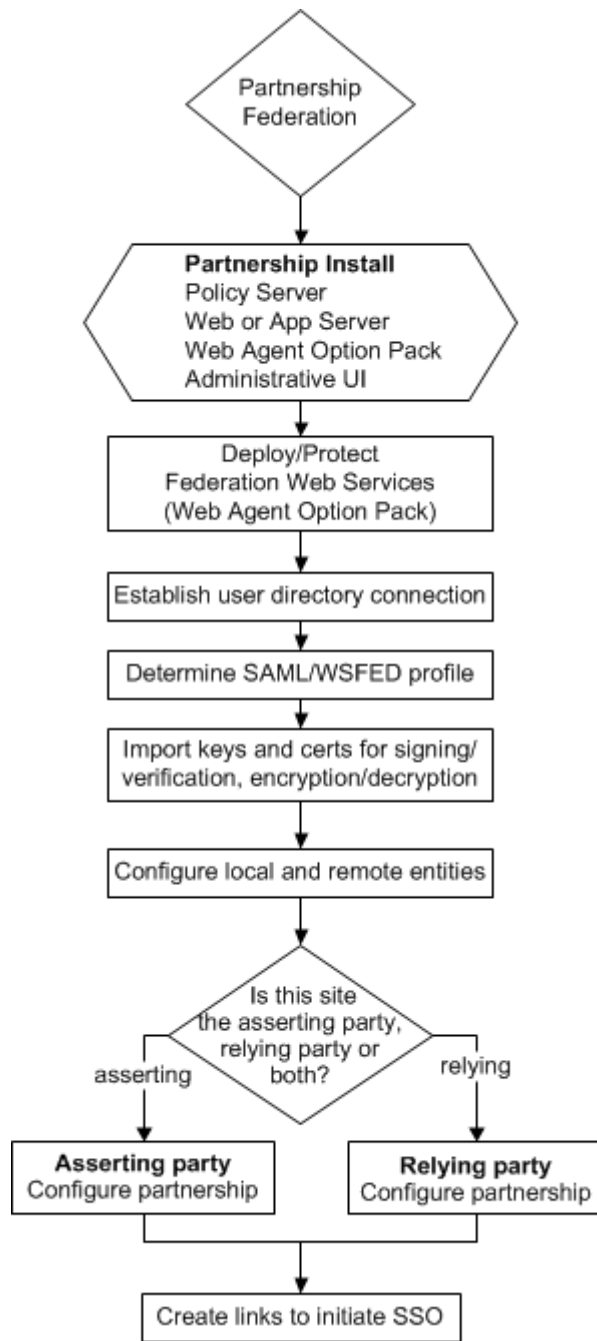 Partnership
Federation
Partnership Install
Policy Server
Web or App Server
Web Agent Option Pack
Administrative UI
Deploy/Protect
Federation Web Services
(Web Agent Option Pack)
Establish user directory connection
Determine SAML/WSFED profile
Import keys and certs for signing/
verification, encryption/decryption
Configure local and remote entities
Is this site
the asserting party,
relying party or
both?
asserting
relying
Asserting party
Configure partnership
Relying party
Configure partnership
Create links to initiate SSO